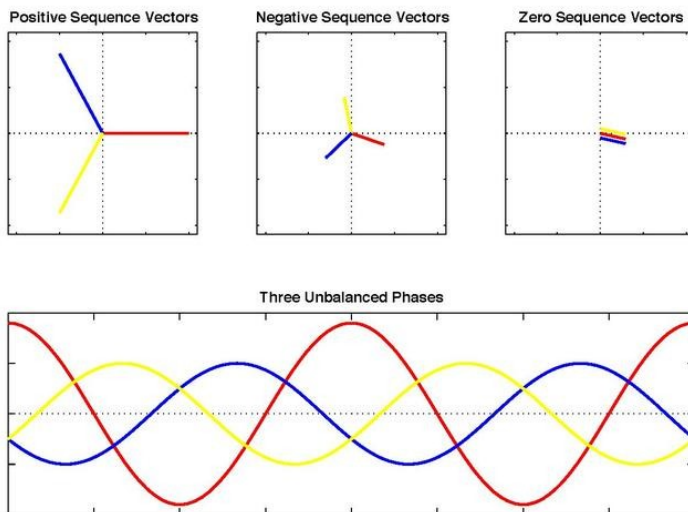 Positive Sequence Vectors
Negative Sequence Vectors
Zero Sequence Vectors
Three Unbalanced Phases